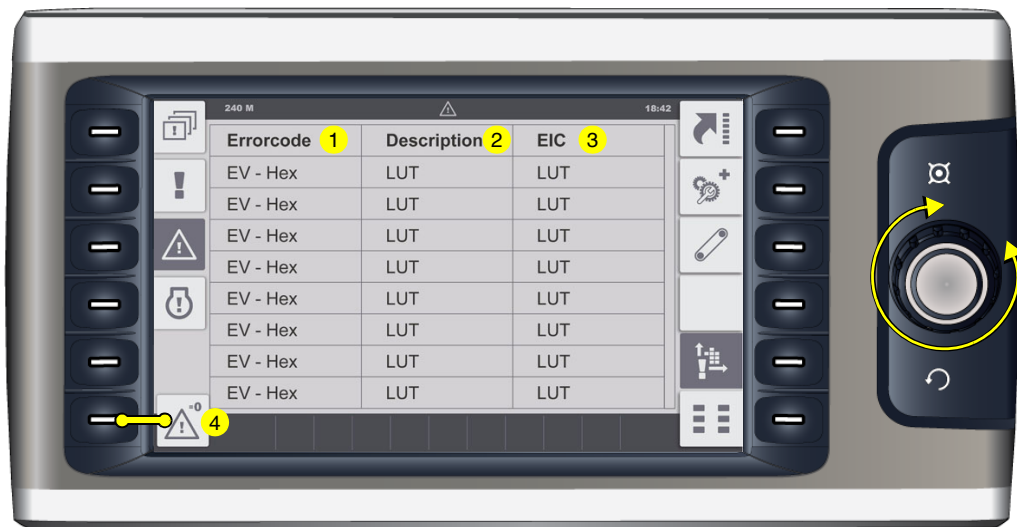 240 M 18:42
Errorcode 1 Description 2 EIC 3
EV - Hex LUT LUT
EV - Hex LUT LUT
EV - Hex LUT LUT
EV - Hex LUT LUT
EV - Hex LUT LUT
EV - Hex LUT LUT
EV - Hex LUT LUT
EV - Hex LUT LUT
=0
4